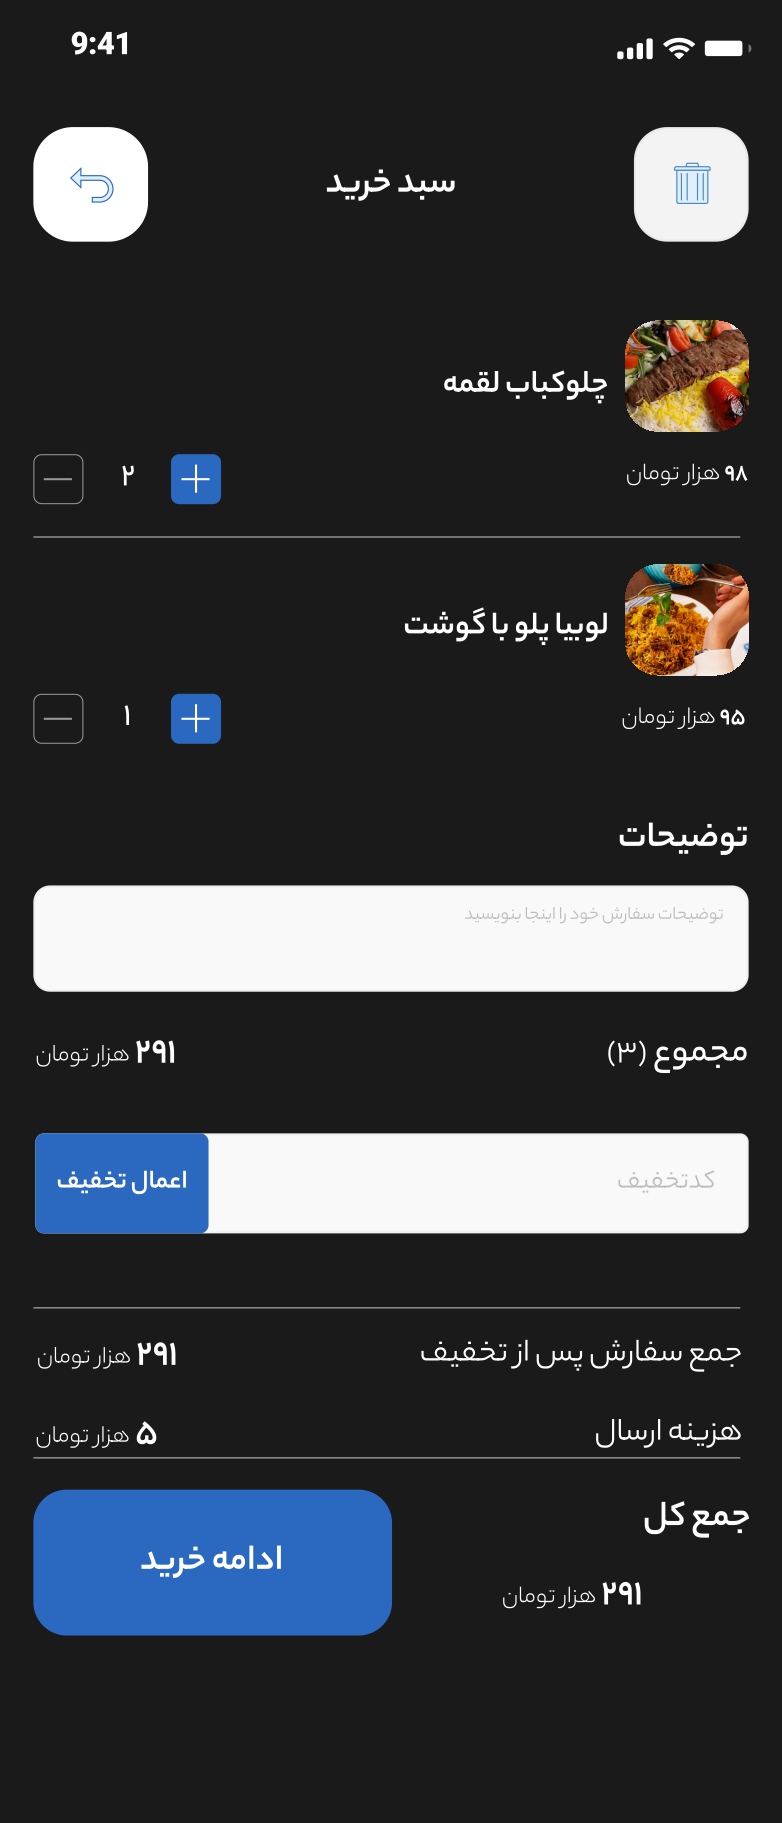 9:41
سبد خرید
چلوکباب لقمه
۹۸ هزار تومان
۲
لوبیا پلو با گوشت
۹۵ هزار تومان
۱
توضیحات
توضیحات سفارش خود را اینجا بنویسید
مجموع (۳)
۲۹۱ هزار تومان
کدتخفیف
اعمال تخفیف
جمع سفارش پس از تخفیف
۲۹۱ هزار تومان
هزینه ارسال
۵ هزار تومان
جمع کل
۲۹۱ هزار تومان
ادامه خرید